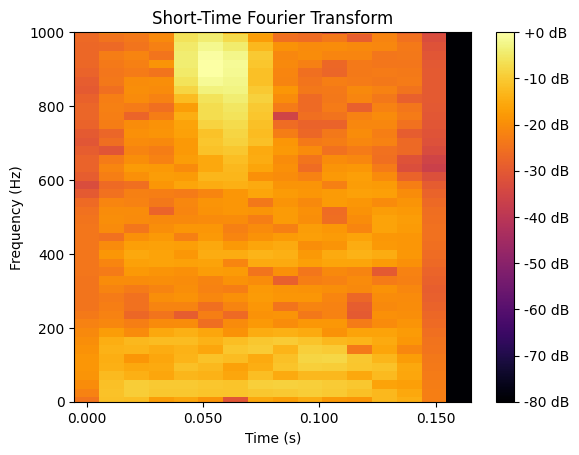 Short-Time Fourier Transform
1000
800
600
400
200
0
Frequency (Hz)
0.000
0.050
0.100
0.150
Time (s)
+0 dB
-10 dB
-20 dB
-30 dB
-40 dB
-50 dB
-60 dB
-70 dB
-80 dB